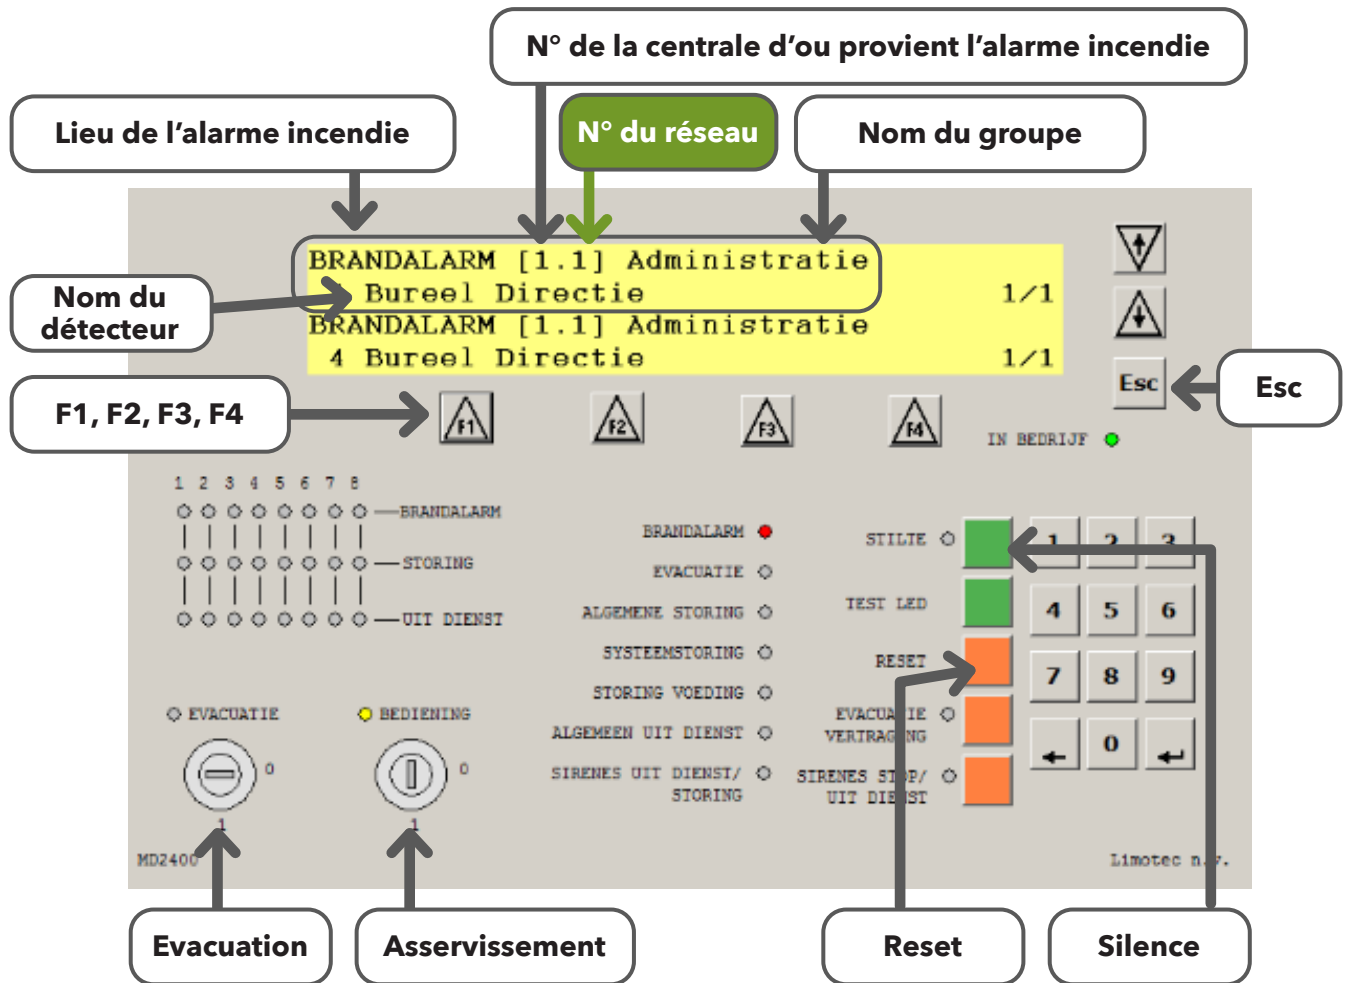 N° de la centrale d'ou provient l'alarme incendie
Lieu de l'alarme incendie
N° du réseau
Nom du groupe
BRANDALARM [1.1] Administratie
Bureel Directie 1/1
BRANDALARM [1.1] Administratie
4 Bureel Directie 1/1
Nom du
détecteur
Esc
Esc
F1, F2, F3, F4
F1 F2 F3 F4
IN BEDRIJF
1 2 3 4 5 6 7 8
BRANDALARM
STORING
UIT DIENST
BRANDALARM
EVACUATIE
ALGEMENE STORING
SYSTEEMSTORING
STORING VOEDING
ALGEMEEN UIT DIENST
SIRENES UIT DIENST/
STORING
STILTE
TEST LED
RESET
EVACUATIE
VERTRAGING
SIRENES STOP/
UIT DIENST
1 2 3
4 5 6
7 8 9
0
EVACUATIE
0
1
BEDIENING
0
1
MD2400
Limotec n.v.
Evacuation
Asservissement
Reset
Silence